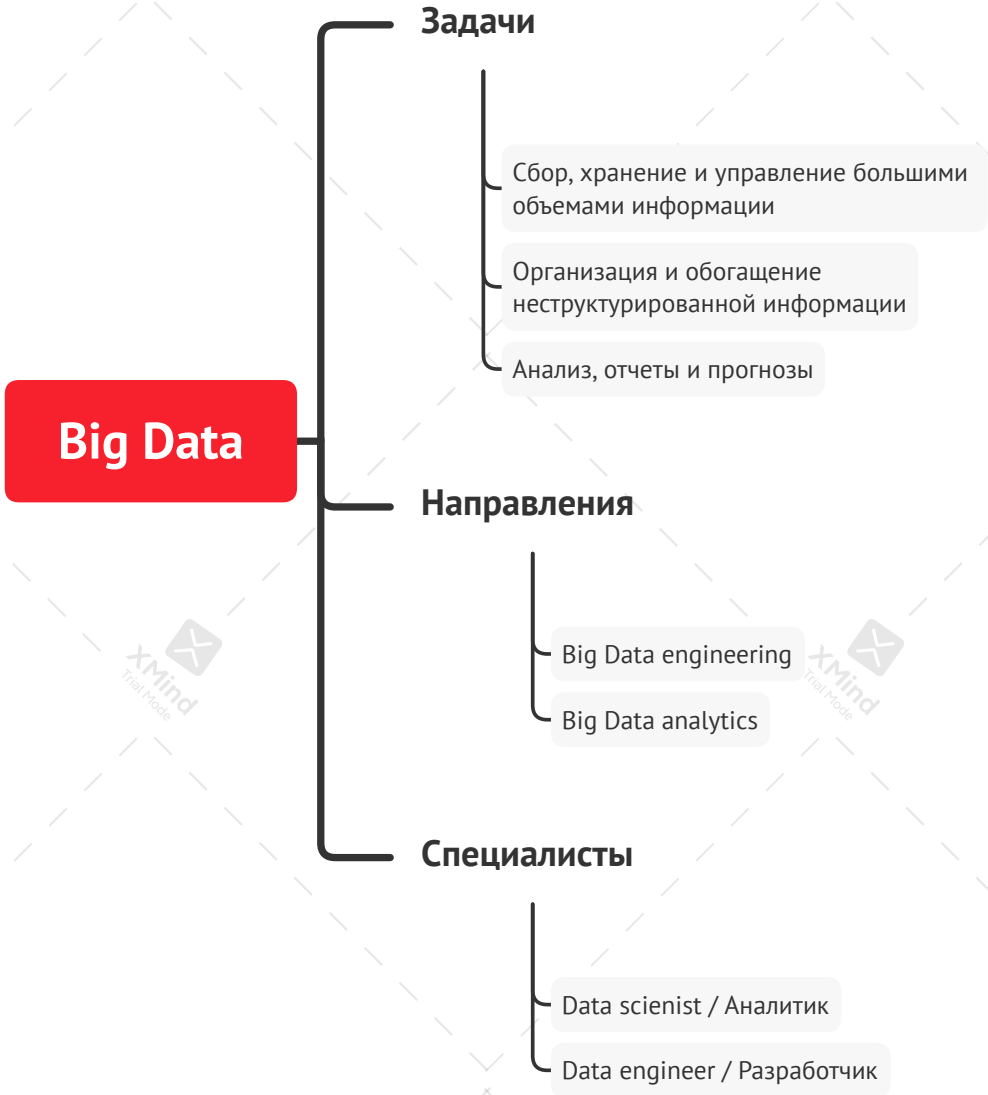 Задачи
Сбор, хранение и управление большими
объемами информации
Организация и обогащение
неструктурированной информации
Анализ, отчеты и прогнозы
Big Data
Направления
Big Data engineering
Big Data analytics
XMind
Trial Mode
XMind
Trial Mode
Специалисты
Data scienist / Аналитик
Data engineer / Разработчик